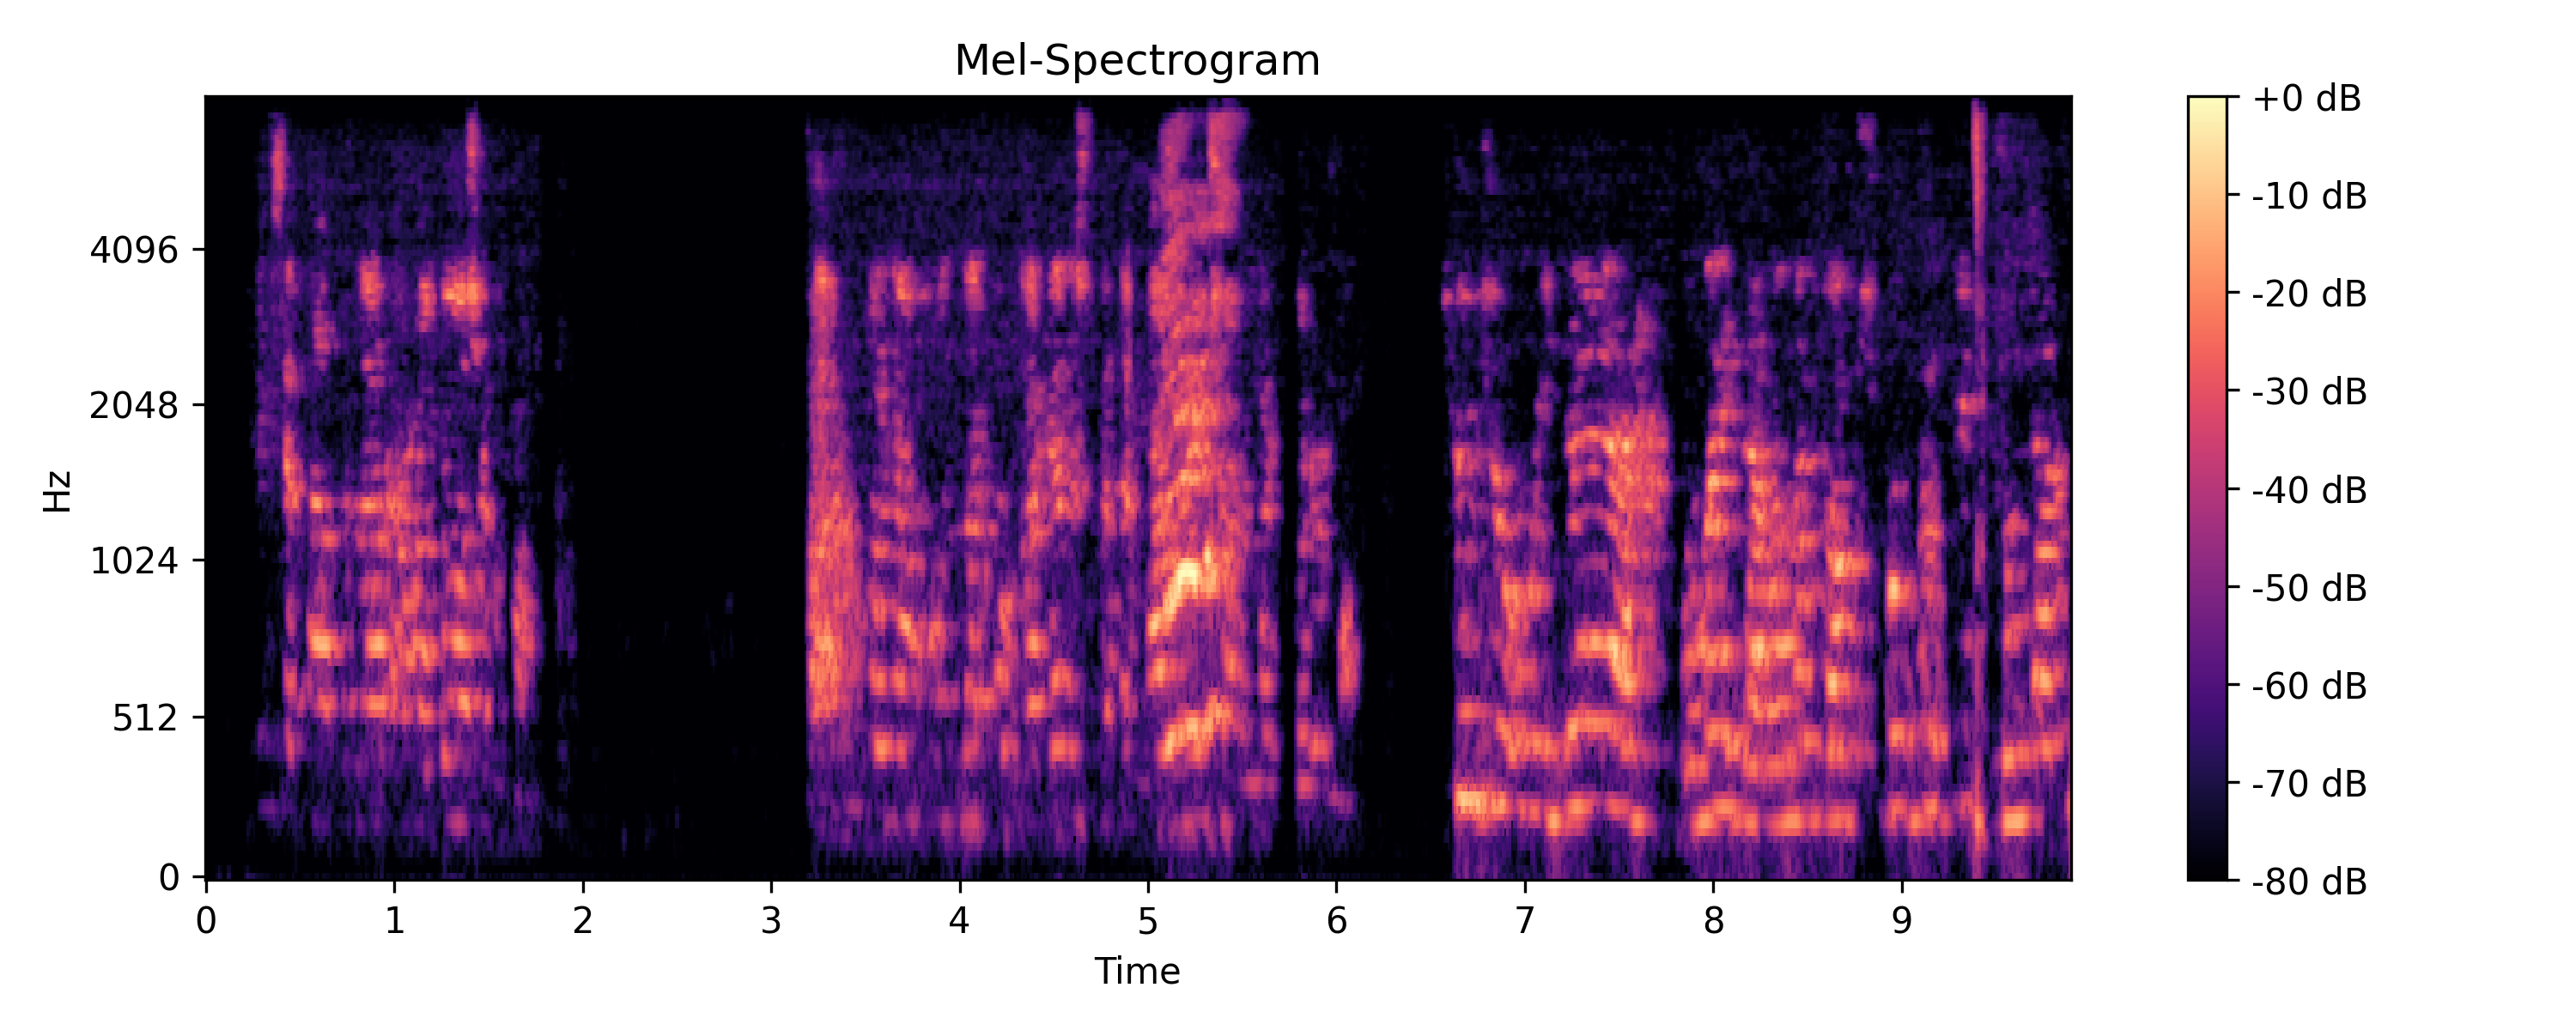 Mel-Spectrogram
+0 dB
-10 dB
-20 dB
-30 dB
-40 dB
-50 dB
-60 dB
-70 dB
-80 dB
4096
2048
1024
512
0
Hz
0 1 2 3 4 5 6 7 8 9
Time